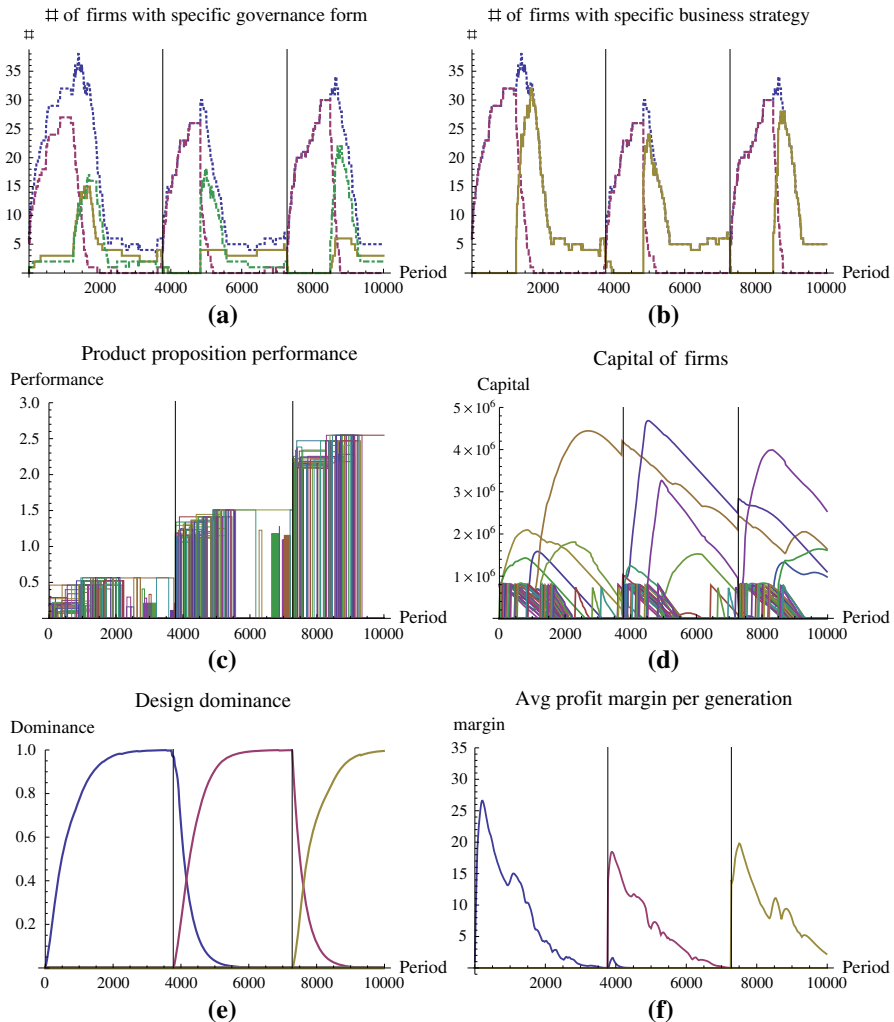 # of firms with specific governance form
#
35
30
25
20
15
10
5
2000 4000 6000 8000 10000 Period
(a)
# of firms with specific business strategy
#
35
30
25
20
15
10
5
2000 4000 6000 8000 10000 Period
(b)
Product proposition performance
Performance
3.0
2.5
2.0
1.5
1.0
0.5
0 2000 4000 6000 8000 10000 Period
(c)
Capital of firms
Capital
5 × 10⁶
4 × 10⁶
3 × 10⁶
2 × 10⁶
1 × 10⁶
0 2000 4000 6000 8000 10000 Period
(d)
Design dominance
Dominance
1.0
0.8
0.6
0.4
0.2
0 2000 4000 6000 8000 10000 Period
(e)
Avg profit margin per generation
margin
35
30
25
20
15
10
5
0
0 2000 4000 6000 8000 10000 Period
(f)